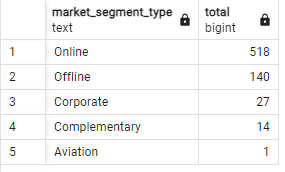 market_segment_type total
text bigint
1 Online 518
2 Offline 140
3 Corporate 27
4 Complementary 14
5 Aviation 1